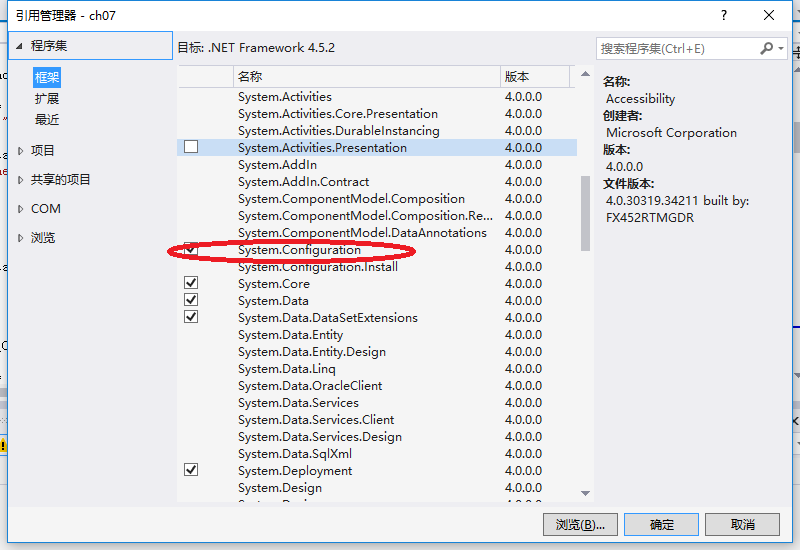 引用管理器 - ch07
程序集
框架
扩展
最近
项目
共享的项目
COM
浏览
目标: .NET Framework 4.5.2
名称 版本
System.Activities 4.0.0.0
System.Activities.Core.Presentation 4.0.0.0
System.Activities.DurableInstancing 4.0.0.0
System.Activities.Presentation 4.0.0.0
System.AddIn 4.0.0.0
System.AddIn.Contract 4.0.0.0
System.ComponentModel.Composition 4.0.0.0
System.ComponentModel.Composition.Re... 4.0.0.0
System.ComponentModel.DataAnnotations 4.0.0.0
System.Configuration 4.0.0.0
System.Configuration.Install 4.0.0.0
System.Core 4.0.0.0
System.Data 4.0.0.0
System.Data.DataSetExtensions 4.0.0.0
System.Data.Entity 4.0.0.0
System.Data.Entity.Design 4.0.0.0
System.Data.Linq 4.0.0.0
System.Data.OracleClient 4.0.0.0
System.Data.Services 4.0.0.0
System.Data.Services.Client 4.0.0.0
System.Data.Services.Design 4.0.0.0
System.Data.SqlXml 4.0.0.0
System.Deployment 4.0.0.0
System.Design 4.0.0.0
搜索程序集(Ctrl+E)
名称:
Accessibility
创建者:
Microsoft Corporation
版本:
4.0.0.0
文件版本:
4.0.30319.34211 built by:
FX452RTMGDR
浏览(B)... 确定 取消